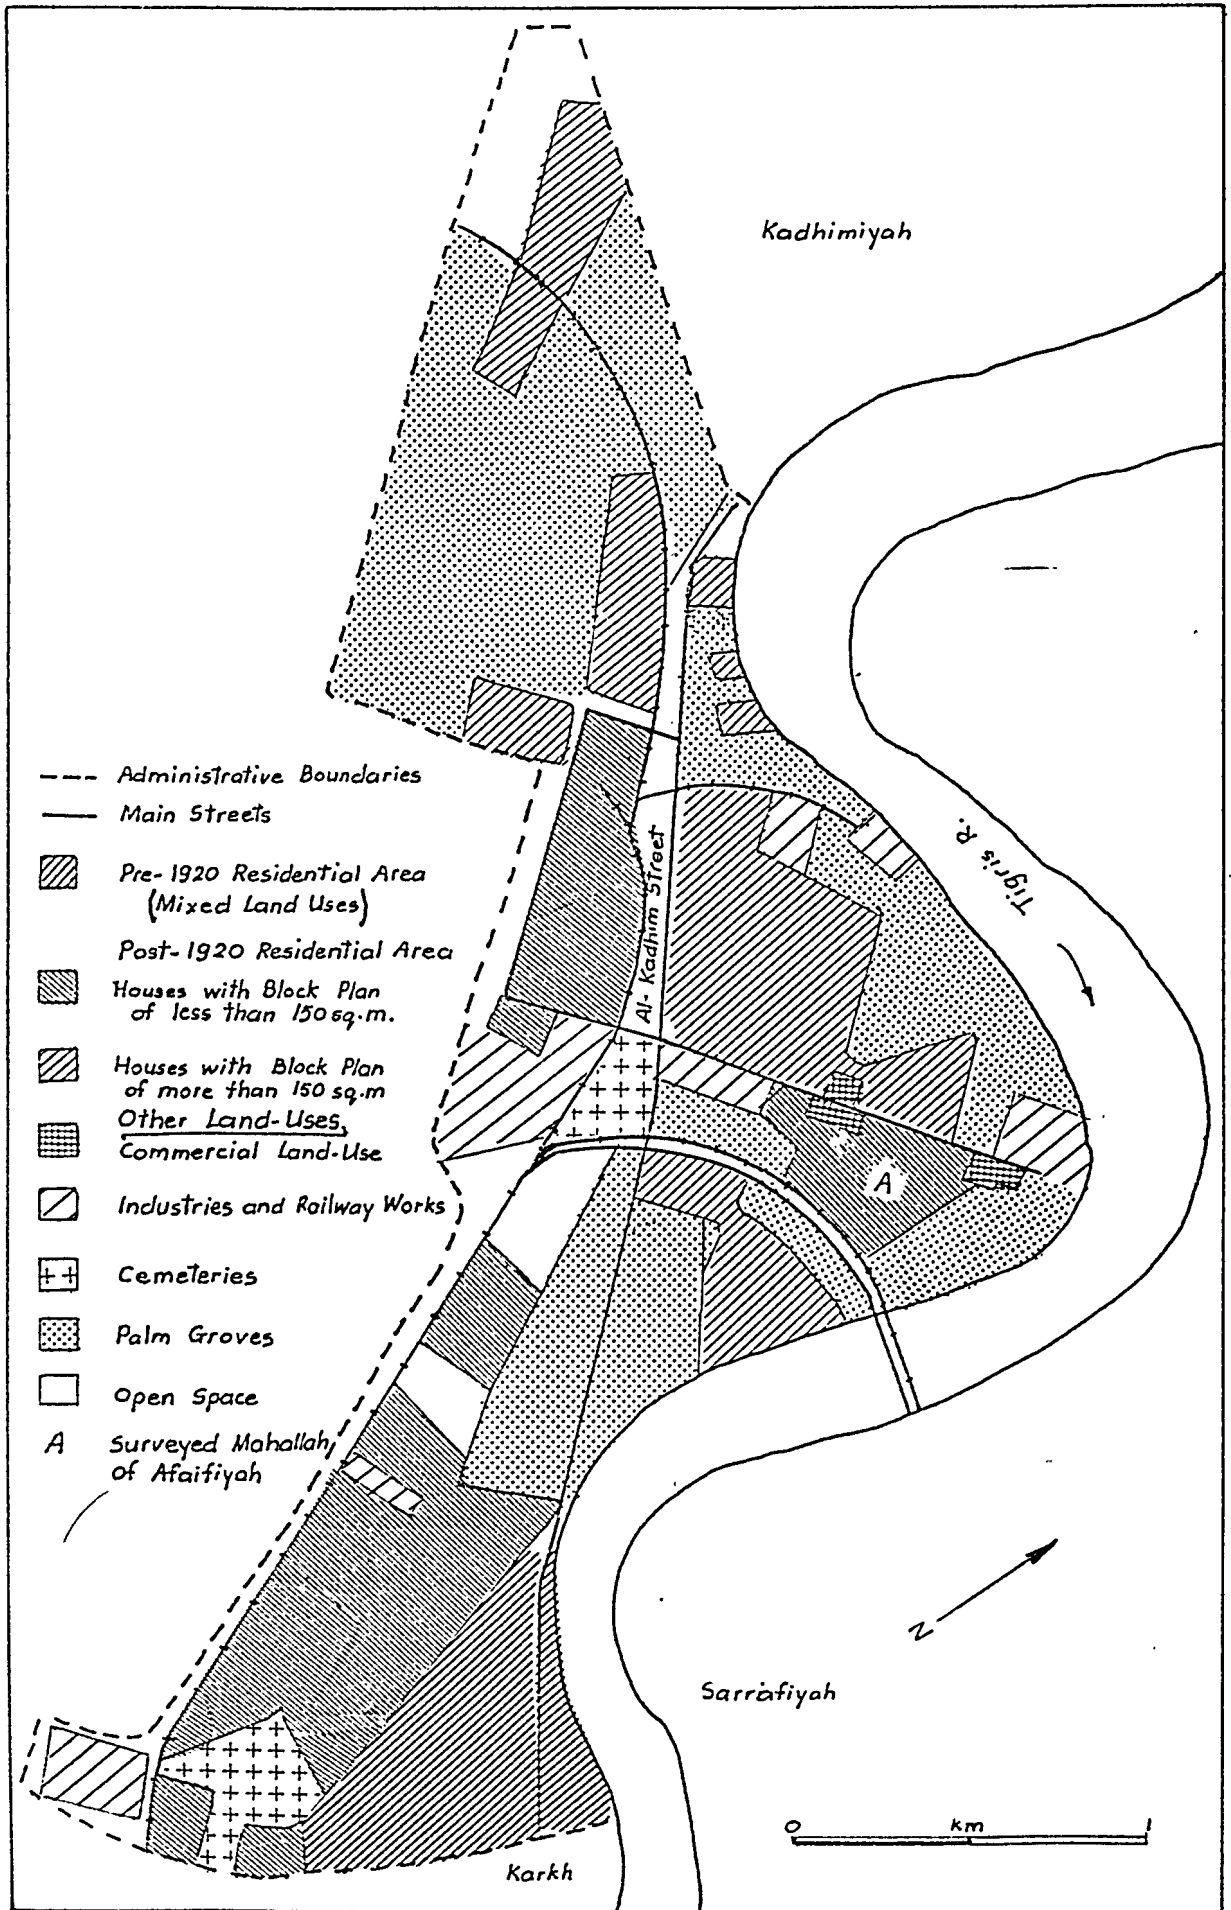 Kadhimiyah
--- Administrative Boundaries
— Main Streets
Pre-1920 Residential Area
(Mixed Land Uses)
Post-1920 Residential Area
Houses with Block Plan
of less than 150 sq.m.
Houses with Block Plan
of more than 150 sq.m
Other Land-Uses,
Commercial Land-Use
Industries and Railway Works
Cemeteries
Palm Groves
Open Space
A Surveyed Mahallah
of Afaifiyah
Al-Kadhim Street
Tigris R.
A
N
Sarrafiyah
0 km 1
Karkh